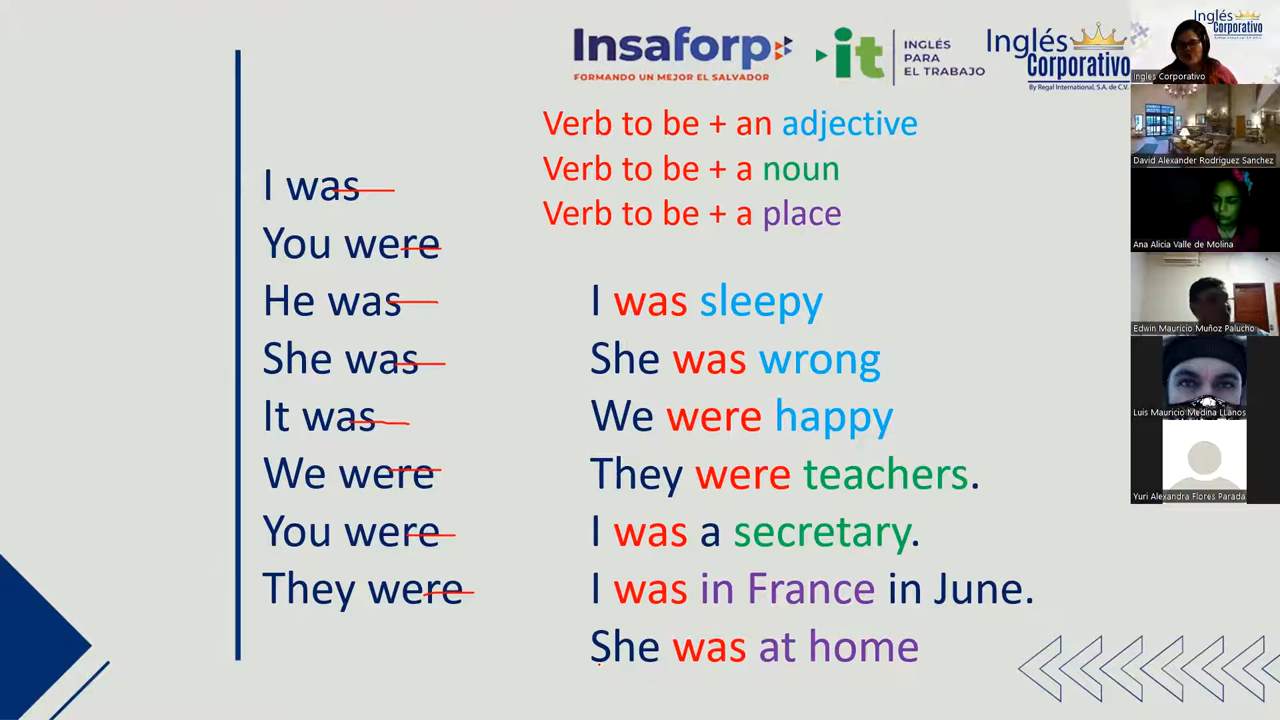 Insaforp
FORMANDO UN MEJOR EL SALVADOR
it
INGLÉS
PARA
EL TRABAJO
Inglés
Corporativo
By Regal International, S.A. de C.V.
Verb to be + an adjective
Verb to be + a noun
Verb to be + a place
I was
You were
He was
She was
It was
We were
You were
They were
I was sleepy
She was wrong
We were happy
They were teachers.
I was a secretary.
I was in France in June.
She was at home
Inglés
Corporativo
Ingles Corporativo
David Alexander Rodriguez Sanchez
Ana Alicia Valle de Molina
Edwin Mauricio Muñoz Palucho
Luis Mauricio Medina LLanos
Yuri Alexandra Flores Parada